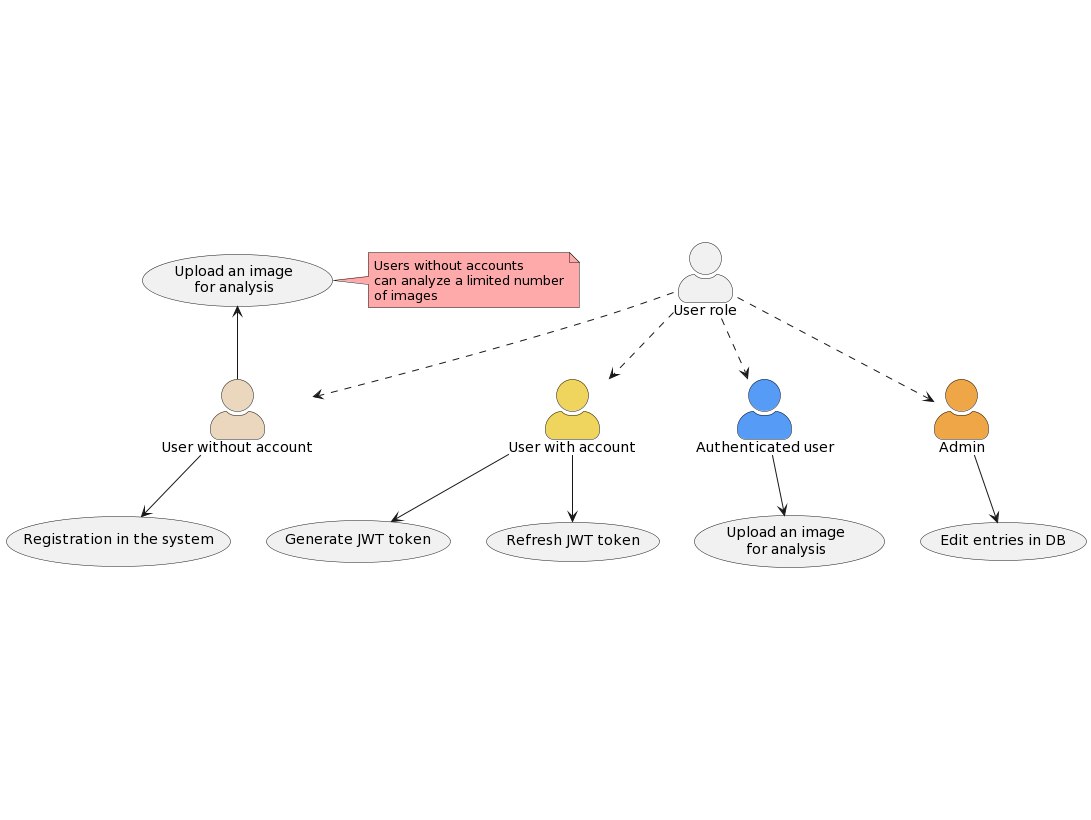 Upload an image
for analysis
Users without accounts
can analyze a limited number
of images
User role
User without account
User with account
Authenticated user
Admin
Registration in the system
Generate JWT token
Refresh JWT token
Upload an image
for analysis
Edit entries in DB